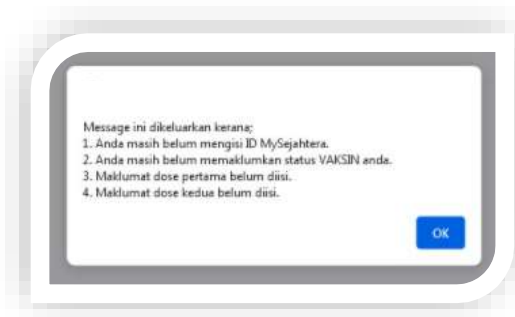 Message ini dikeluarkan kerana;
1. Anda masih belum mengisi ID MySejahtera.
2. Anda masih belum memaklumkan status VAKSIN anda.
3. Maklumat dose pertama belum diisi.
4. Maklumat dose kedua belum diisi.
OK